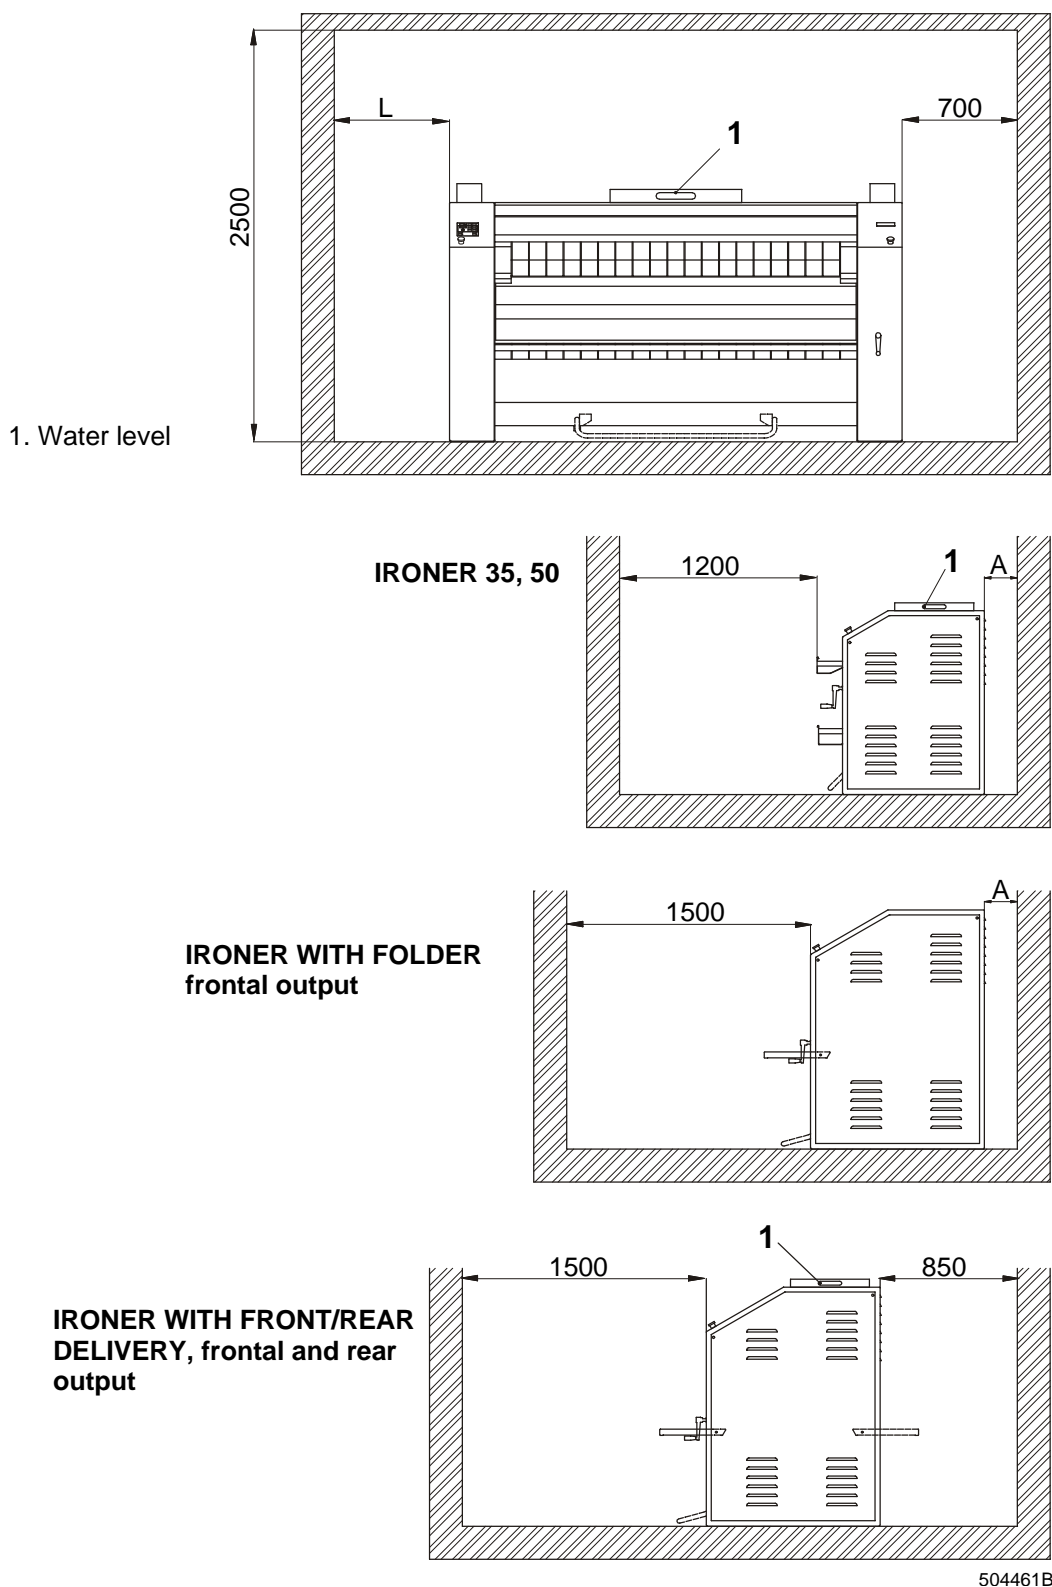 L
700
1
2500
1. Water level
IRONER 35, 50
1200
1
A
IRONER WITH FOLDER
frontal output
1500
A
IRONER WITH FRONT/REAR
DELIVERY, frontal and rear
output
1500
1
850
504461B